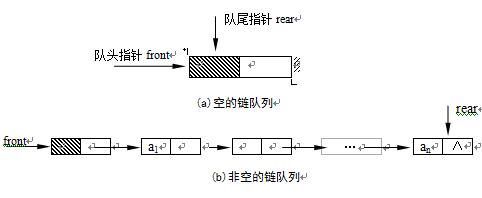 队尾指针 rear
队头指针 front
(a) 空的链队列
rear
front
a1 ... an ∧
(b) 非空的链队列